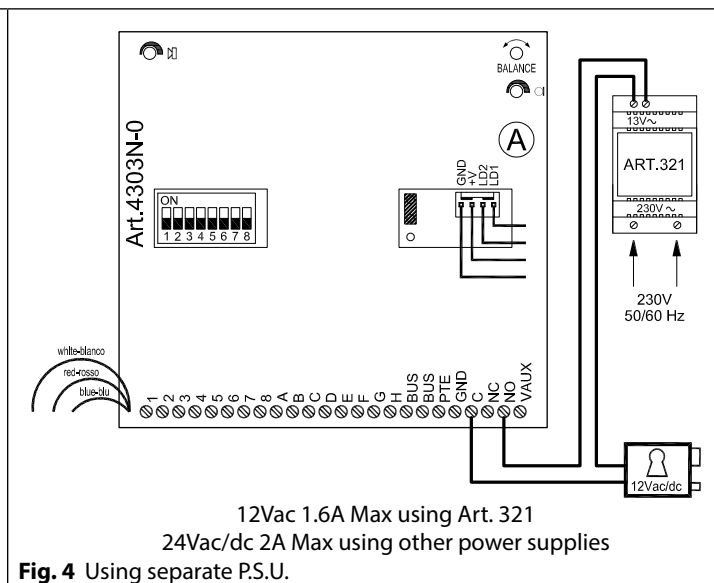 BALANCE
A
Art.4303N-0
ON
1 2 3 4 5 6 7 8
GND
+V
LD2
LD1
13V~
ART.321
230V~
230V
50/60 Hz
white-blanco
red-rosso
blue-blu
1 2 3 4 5 6 7 8 A B C D E F G H BUS BUS PTE GND C NC NO VAUX
12Vac/dc
12Vac 1.6A Max using Art. 321
24Vac/dc 2A Max using other power supplies
Fig. 4 Using separate P.S.U.